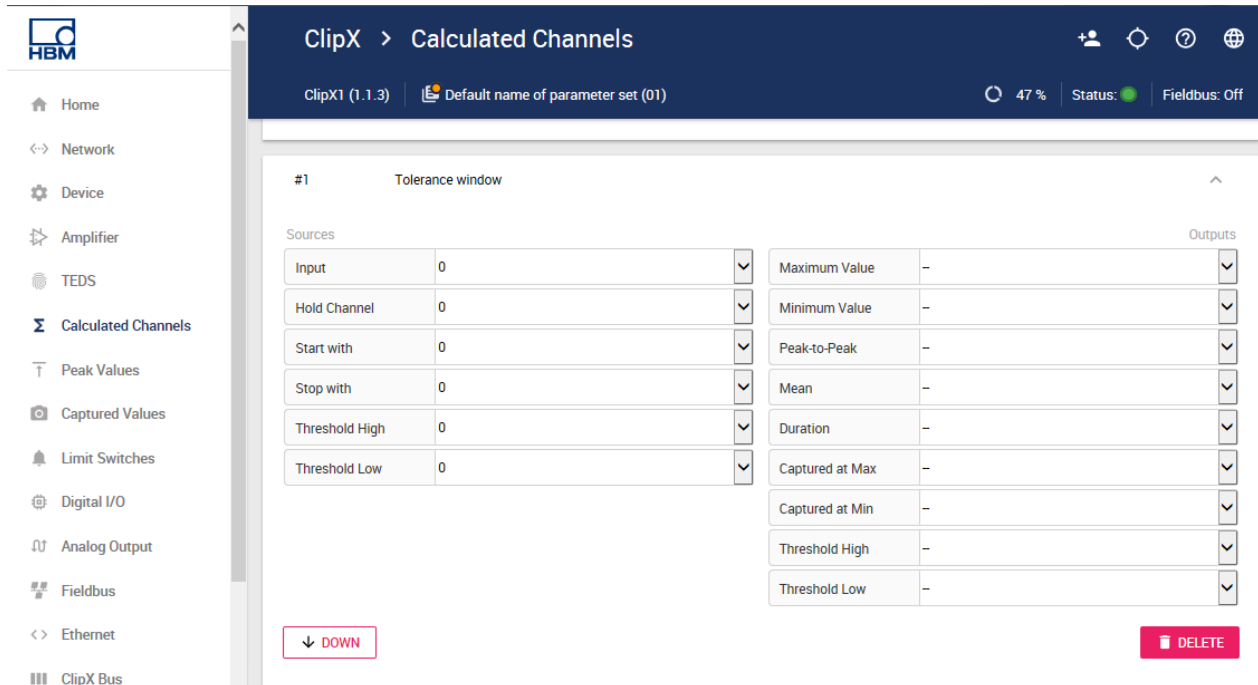 HBM
Home
Network
Device
Amplifier
TEDS
Calculated Channels
Peak Values
Captured Values
Limit Switches
Digital I/O
Analog Output
Fieldbus
Ethernet
ClipX Bus
ClipX > Calculated Channels
ClipX1 (1.1.3) Default name of parameter set (01) 47 % Status: Fieldbus: Off
#1 Tolerance window
Sources Outputs
Input 0 Maximum Value --
Hold Channel 0 Minimum Value --
Start with 0 Peak-to-Peak --
Stop with 0 Mean --
Threshold High 0 Duration --
Threshold Low 0 Captured at Max --
Captured at Min --
Threshold High --
Threshold Low --
DOWN DELETE